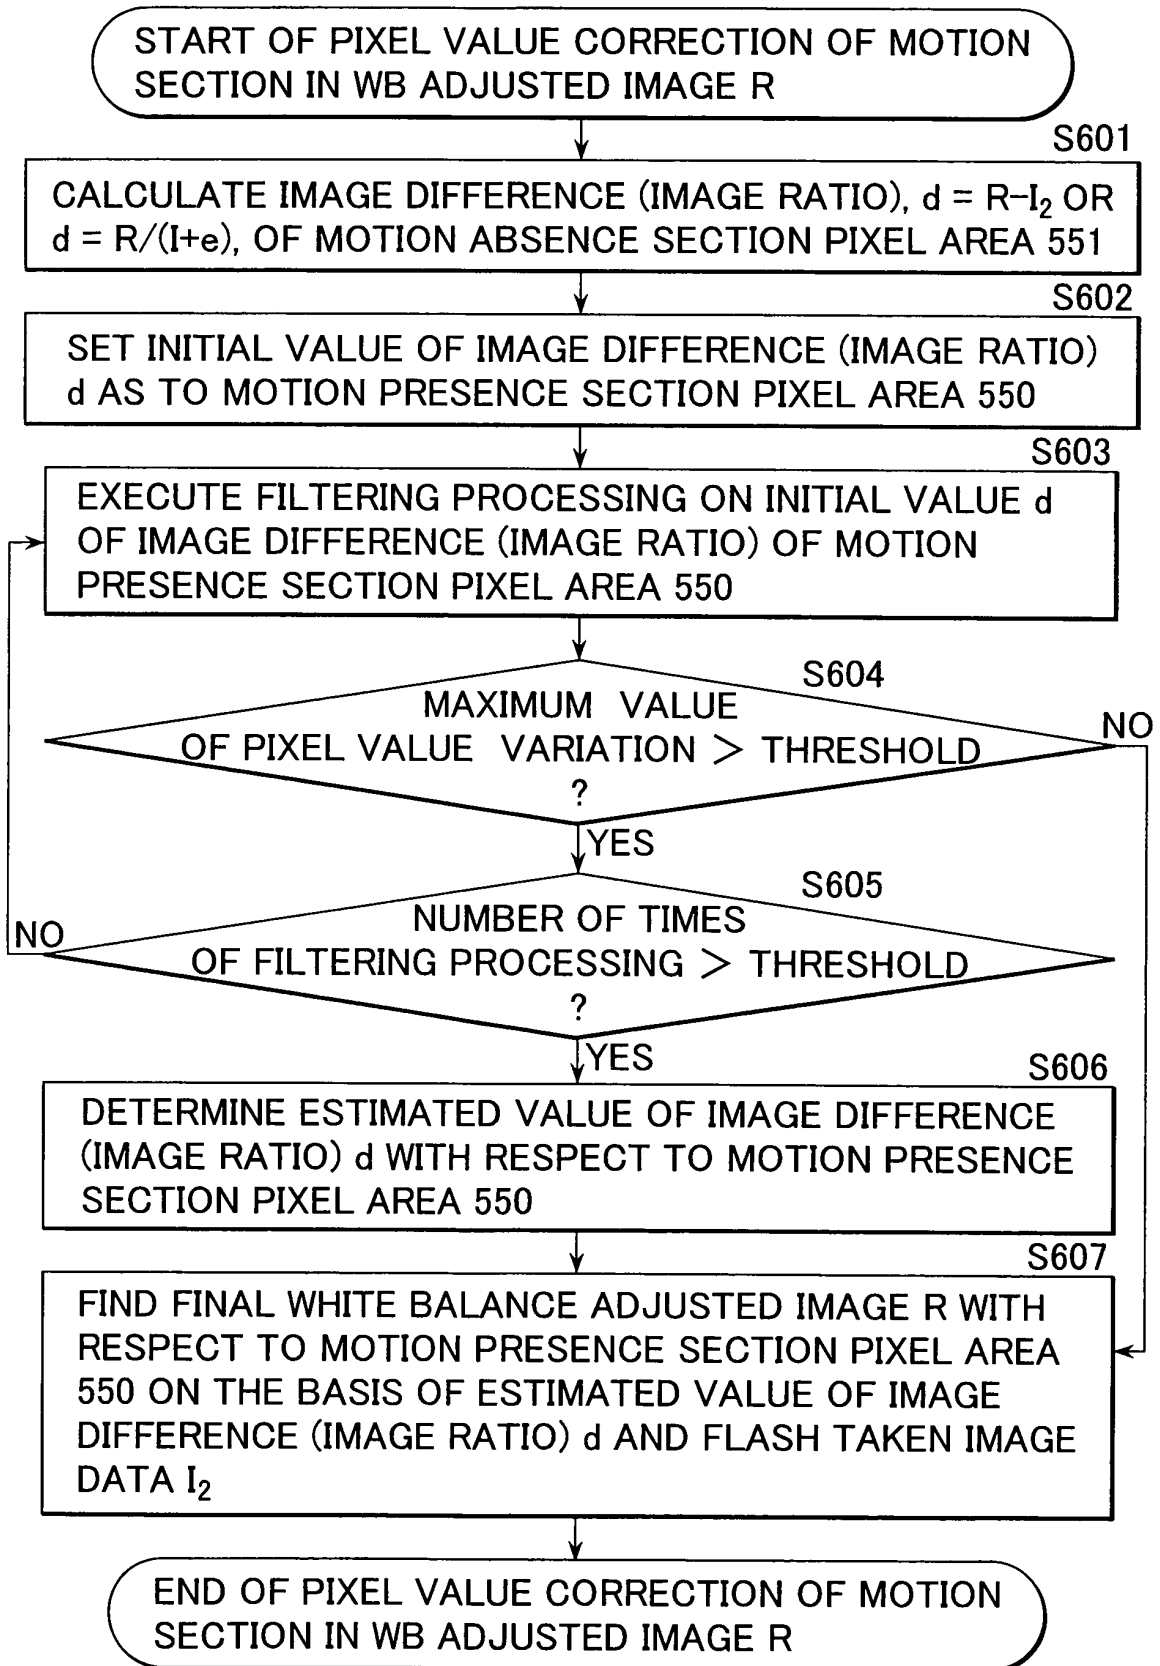 START OF PIXEL VALUE CORRECTION OF MOTION
SECTION IN WB ADJUSTED IMAGE R
S601
CALCULATE IMAGE DIFFERENCE (IMAGE RATIO), d = R−I₂ OR
d = R/(I+e), OF MOTION ABSENCE SECTION PIXEL AREA 551
S602
SET INITIAL VALUE OF IMAGE DIFFERENCE (IMAGE RATIO)
d AS TO MOTION PRESENCE SECTION PIXEL AREA 550
S603
EXECUTE FILTERING PROCESSING ON INITIAL VALUE d
OF IMAGE DIFFERENCE (IMAGE RATIO) OF MOTION
PRESENCE SECTION PIXEL AREA 550
S604
MAXIMUM VALUE
OF PIXEL VALUE VARIATION > THRESHOLD
?
NO
YES
S605
NUMBER OF TIMES
OF FILTERING PROCESSING > THRESHOLD
?
NO
YES
S606
DETERMINE ESTIMATED VALUE OF IMAGE DIFFERENCE
(IMAGE RATIO) d WITH RESPECT TO MOTION PRESENCE
SECTION PIXEL AREA 550
S607
FIND FINAL WHITE BALANCE ADJUSTED IMAGE R WITH
RESPECT TO MOTION PRESENCE SECTION PIXEL AREA
550 ON THE BASIS OF ESTIMATED VALUE OF IMAGE
DIFFERENCE (IMAGE RATIO) d AND FLASH TAKEN IMAGE
DATA I₂
END OF PIXEL VALUE CORRECTION OF MOTION
SECTION IN WB ADJUSTED IMAGE R